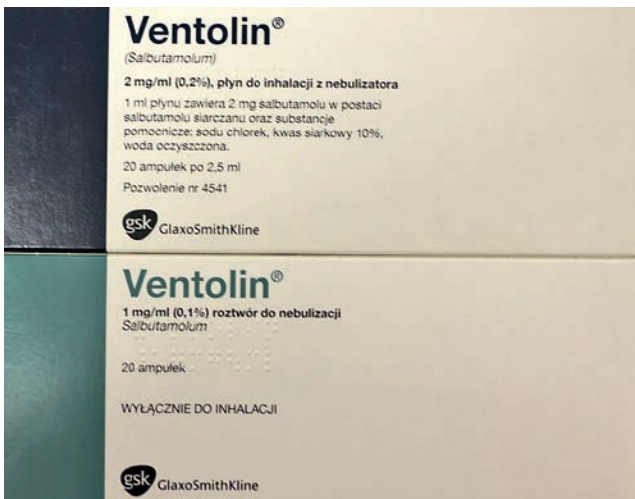 Ventolin®
(Salbutamolum)
2 mg/ml (0,2%), płyn do inhalacji z nebulizatora
1 ml płynu zawiera 2 mg salbutamolu w postaci
salbutamolu siarczanu oraz substancje
pomocnicze: sodu chlorek, kwas siarkowy 10%,
woda oczyszczona.
20 ampułek po 2,5 ml
Pozwolenie nr 4541
gsk GlaxoSmithKline
Ventolin®
1 mg/ml (0,1%) roztwór do nebulizacji
Salbutamolum
20 ampułek
WYŁĄCZNIE DO INHALACJI
gsk GlaxoSmithKline